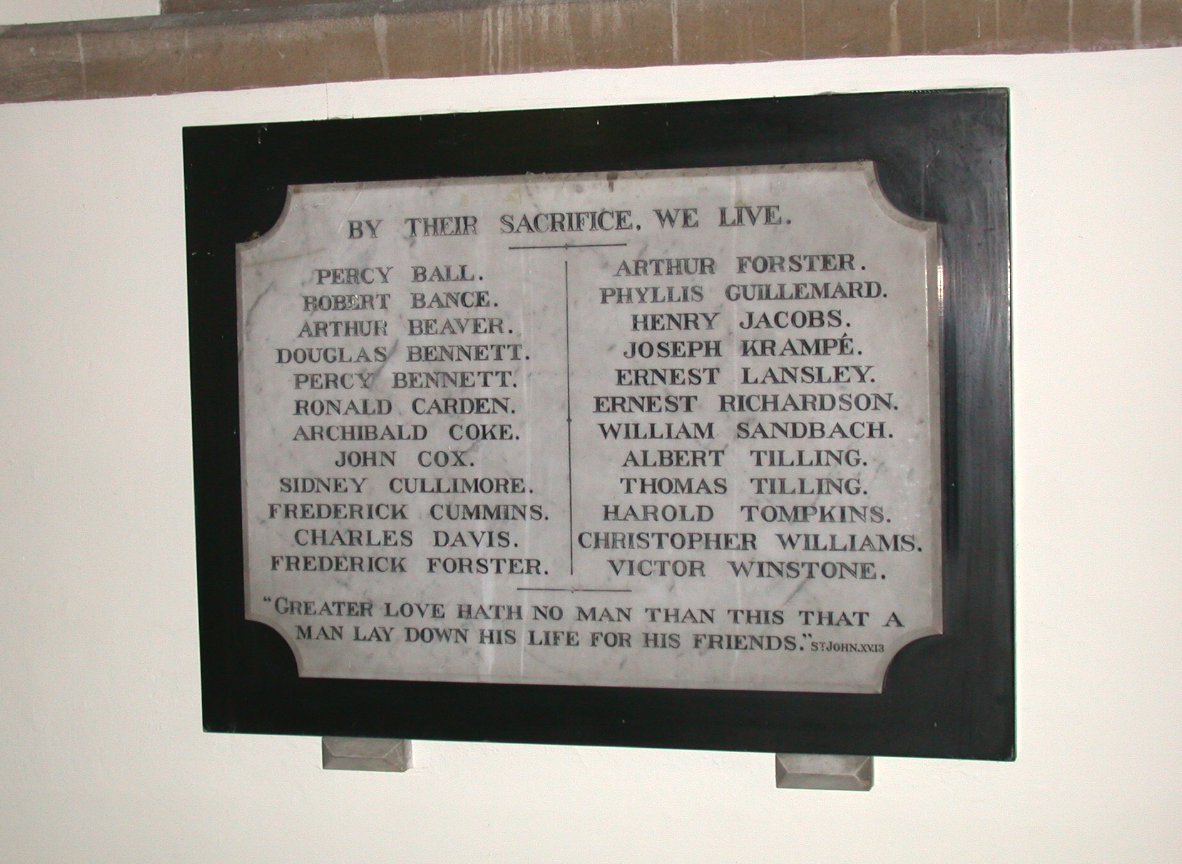 BY THEIR SACRIFICE, WE LIVE.
PERCY BALL.
ROBERT BANCE.
ARTHUR BEAVER.
DOUGLAS BENNETT.
PERCY BENNETT.
RONALD CARDEN.
ARCHIBALD COKE.
JOHN COX.
SIDNEY CULLIMORE.
FREDERICK CUMMINS.
CHARLES DAVIS.
FREDERICK FORSTER.
ARTHUR FORSTER.
PHYLLIS GUILLEMARD.
HENRY JACOBS.
JOSEPH KRAMPÉ.
ERNEST LANSLEY.
ERNEST RICHARDSON.
WILLIAM SANDBACH.
ALBERT TILLING.
THOMAS TILLING.
HAROLD TOMPKINS.
CHRISTOPHER WILLIAMS.
VICTOR WINSTONE.
"GREATER LOVE HATH NO MAN THAN THIS THAT A
MAN LAY DOWN HIS LIFE FOR HIS FRIENDS." ST JOHN.XV.13